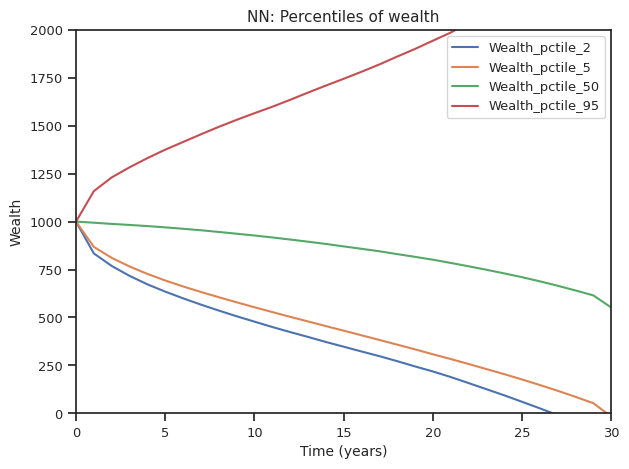 NN: Percentiles of wealth
Wealth_pctile_2
Wealth_pctile_5
Wealth_pctile_50
Wealth_pctile_95
Wealth
2000
1750
1500
1250
1000
750
500
250
0
0 5 10 15 20 25 30
Time (years)